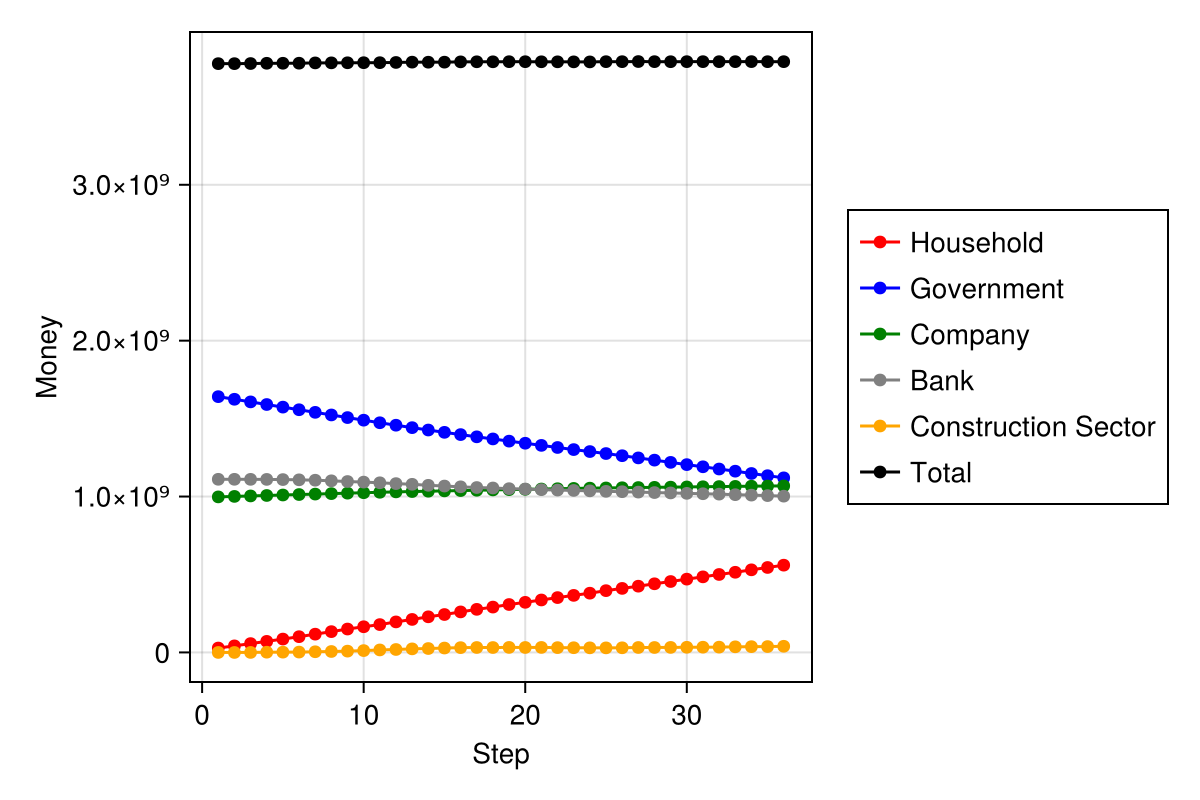 Money
3.0×10⁹
2.0×10⁹
1.0×10⁹
0
0 10 20 30
Step
Household
Government
Company
Bank
Construction Sector
Total